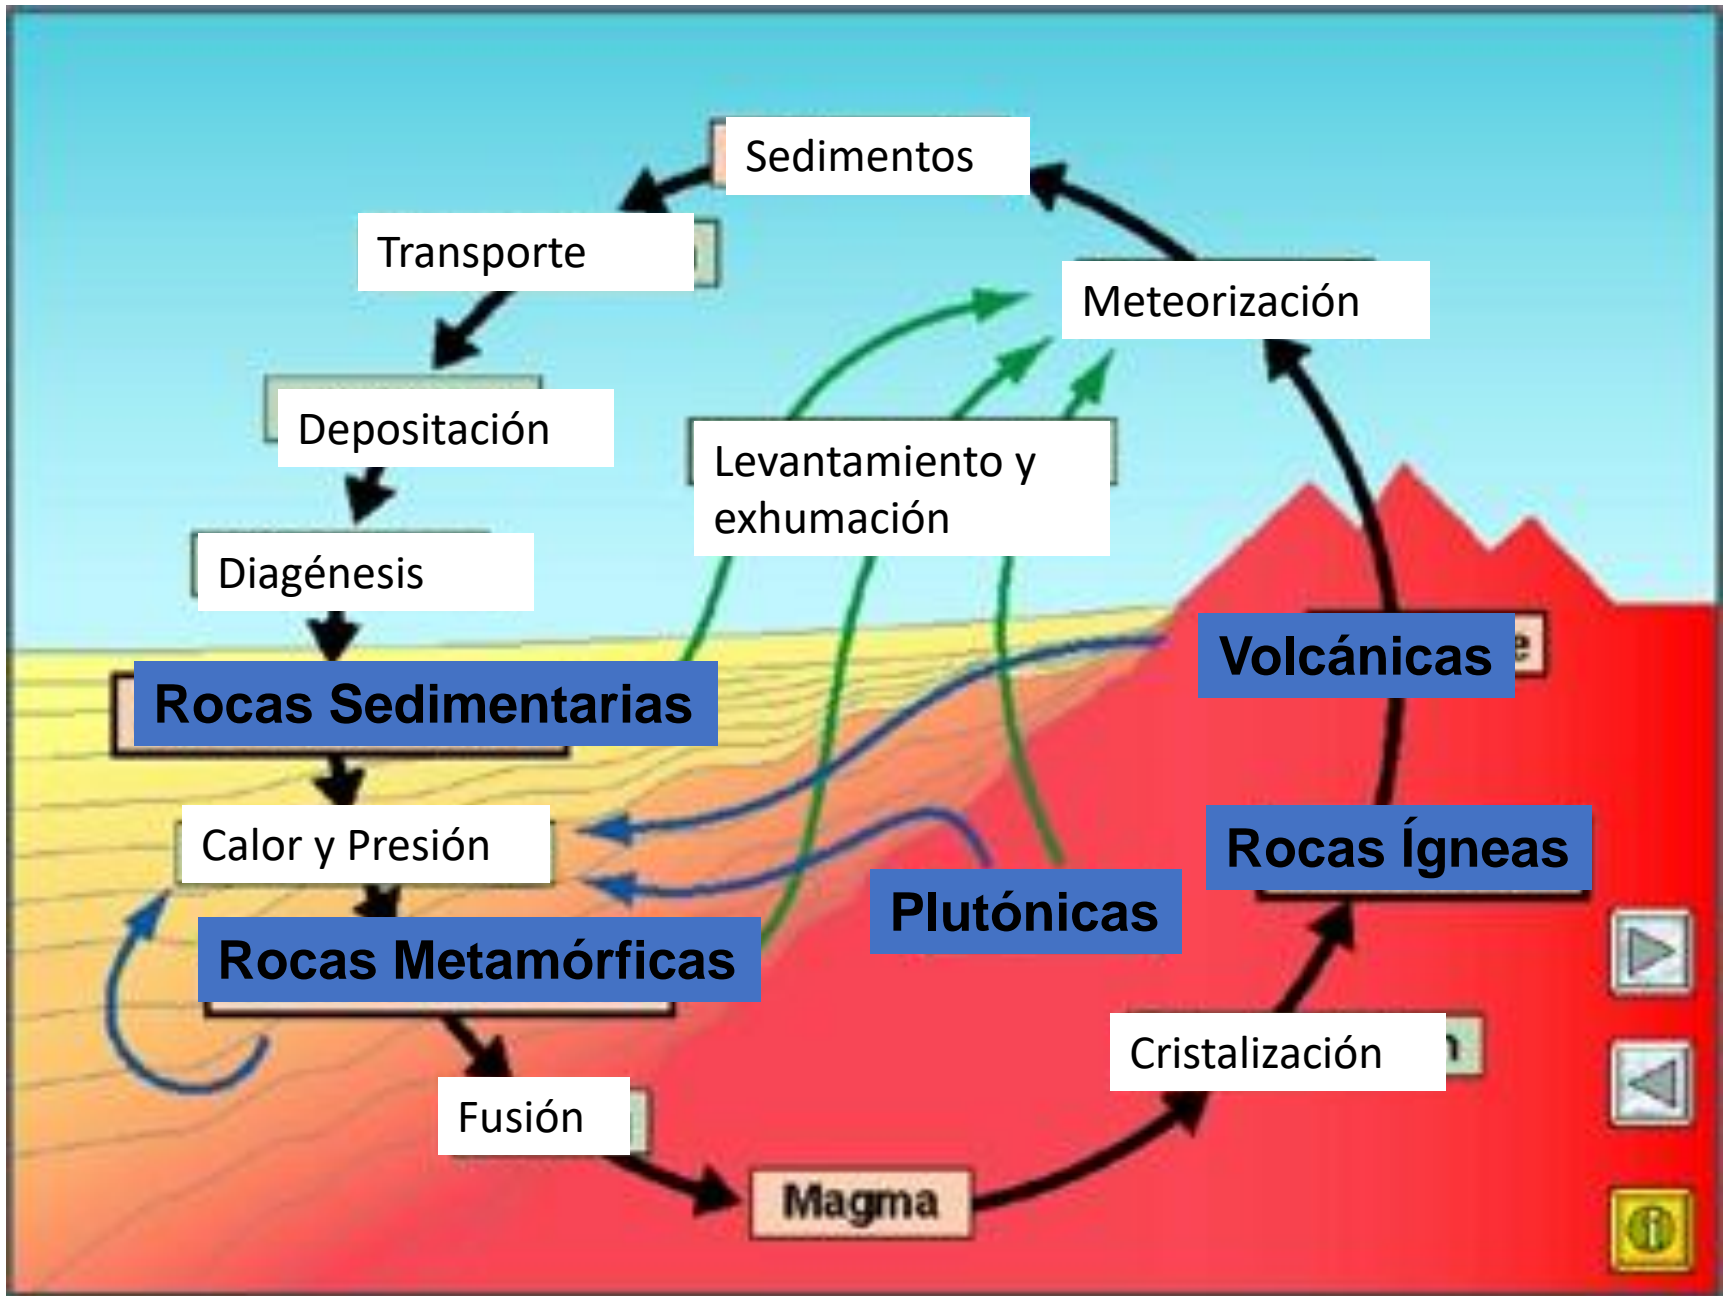 Sedimentos
Transporte
Meteorización
Depositación
Levantamiento y
exhumación
Diagénesis
Volcánicas
Rocas Sedimentarias
Calor y Presión
Rocas Ígneas
Plutónicas
Rocas Metamórficas
Cristalización
Fusión
Magma
i